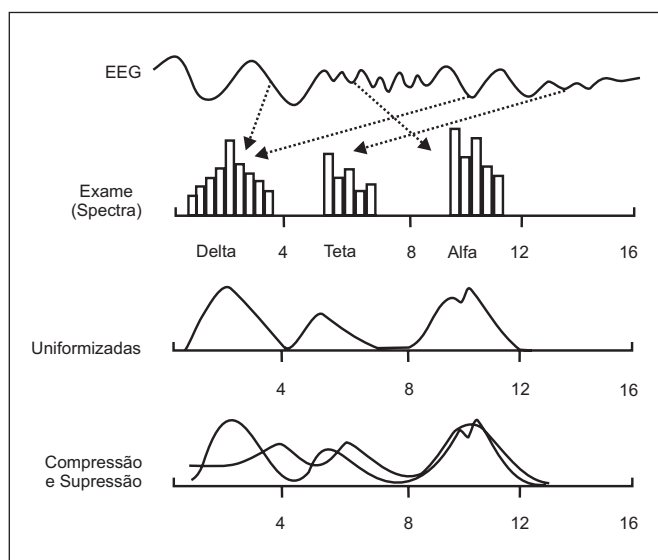 EEG
Exame
(Spectra)
Delta 4 Teta 8 Alfa 12 16
Uniformizadas
4 8 12 16
Compressão
e Supressão
4 8 12 16